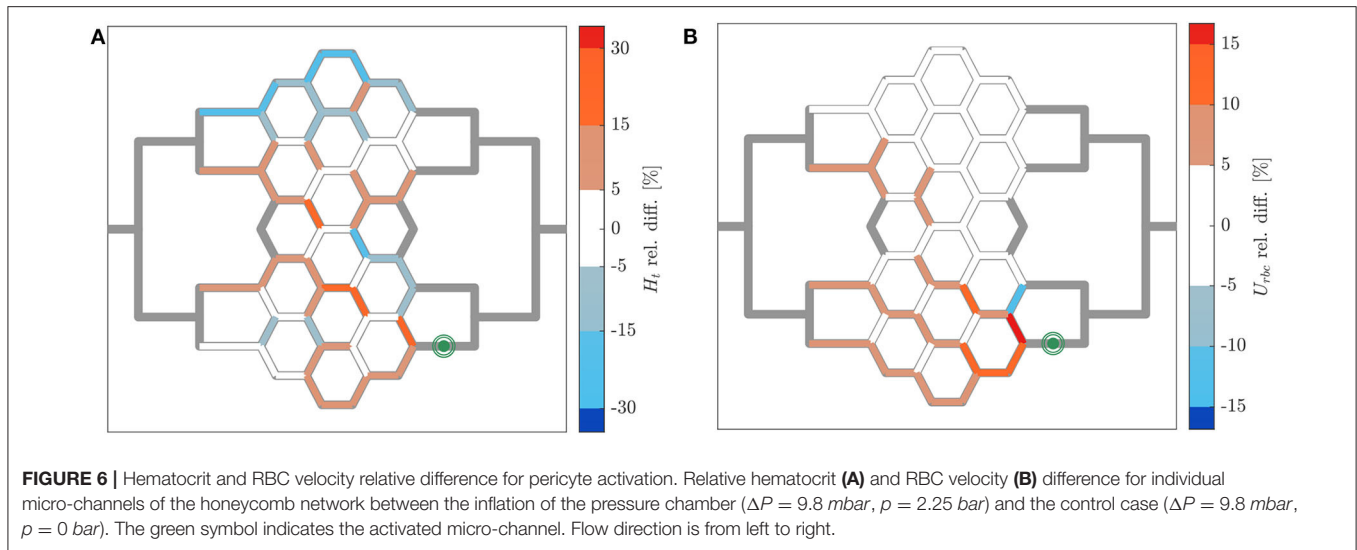 A
30
15
5
0
-5
-15
-30
H_t rel. diff. [%]
B
15
10
5
0
-5
-10
-15
U_rbc rel. diff. [%]
FIGURE 6 | Hematocrit and RBC velocity relative difference for pericyte activation. Relative hematocrit (A) and RBC velocity (B) difference for individual
micro-channels of the honeycomb network between the inflation of the pressure chamber (ΔP = 9.8 mbar, p = 2.25 bar) and the control case (ΔP = 9.8 mbar,
p = 0 bar). The green symbol indicates the activated micro-channel. Flow direction is from left to right.